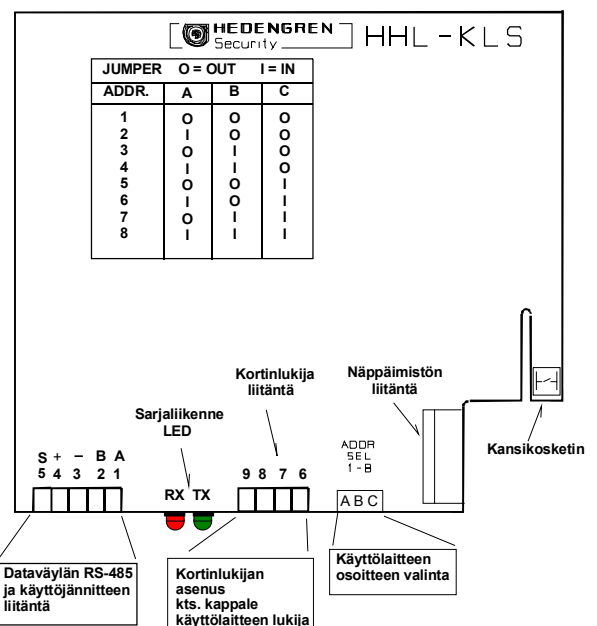 HEDENGREN
Security
HHL-KLS
JUMPER O = OUT I = IN
ADDR. A B C
1 O O O
2 I O O
3 O I O
4 I I O
5 O O I
6 I O I
7 O I I
8 I I I
Kortinlukija
liitäntä
Näppäimistön
liitäntä
Sarjaliikenne
LED
Kansikosketin
ADDR
SEL
1-8
S + – B A
5 4 3 2 1
RX TX
9 8 7 6
A B C
Dataväylän RS-485
ja käyttöjännitteen
liitäntä
Kortinlukijan
asenus
kts. kappale
käyttölaitteen lukija
Käyttölaitteen
osoitteen valinta